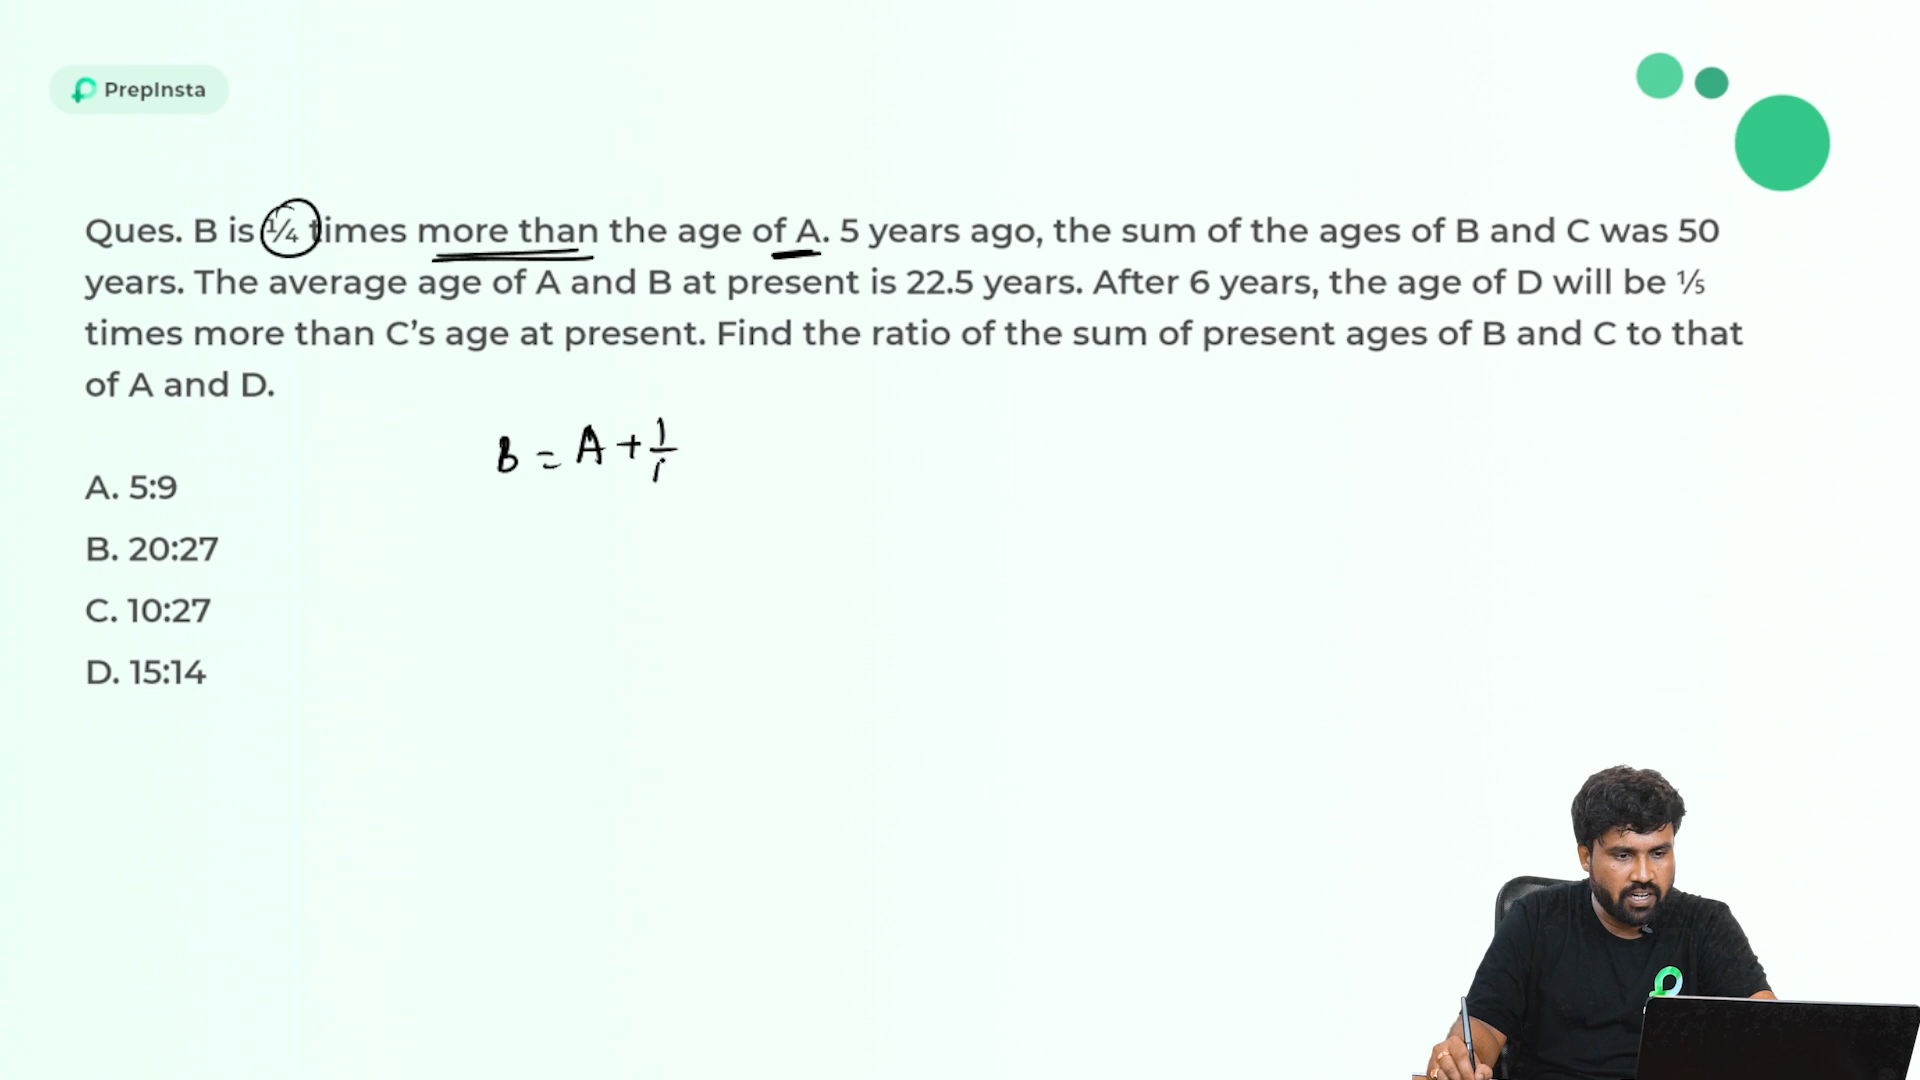 PrepInsta
Ques. B is ¼ times more than the age of A. 5 years ago, the sum of the ages of B and C was 50
years. The average age of A and B at present is 22.5 years. After 6 years, the age of D will be ⅕
times more than C’s age at present. Find the ratio of the sum of present ages of B and C to that
of A and D.
B = A + 1/
A. 5:9
B. 20:27
C. 10:27
D. 15:14